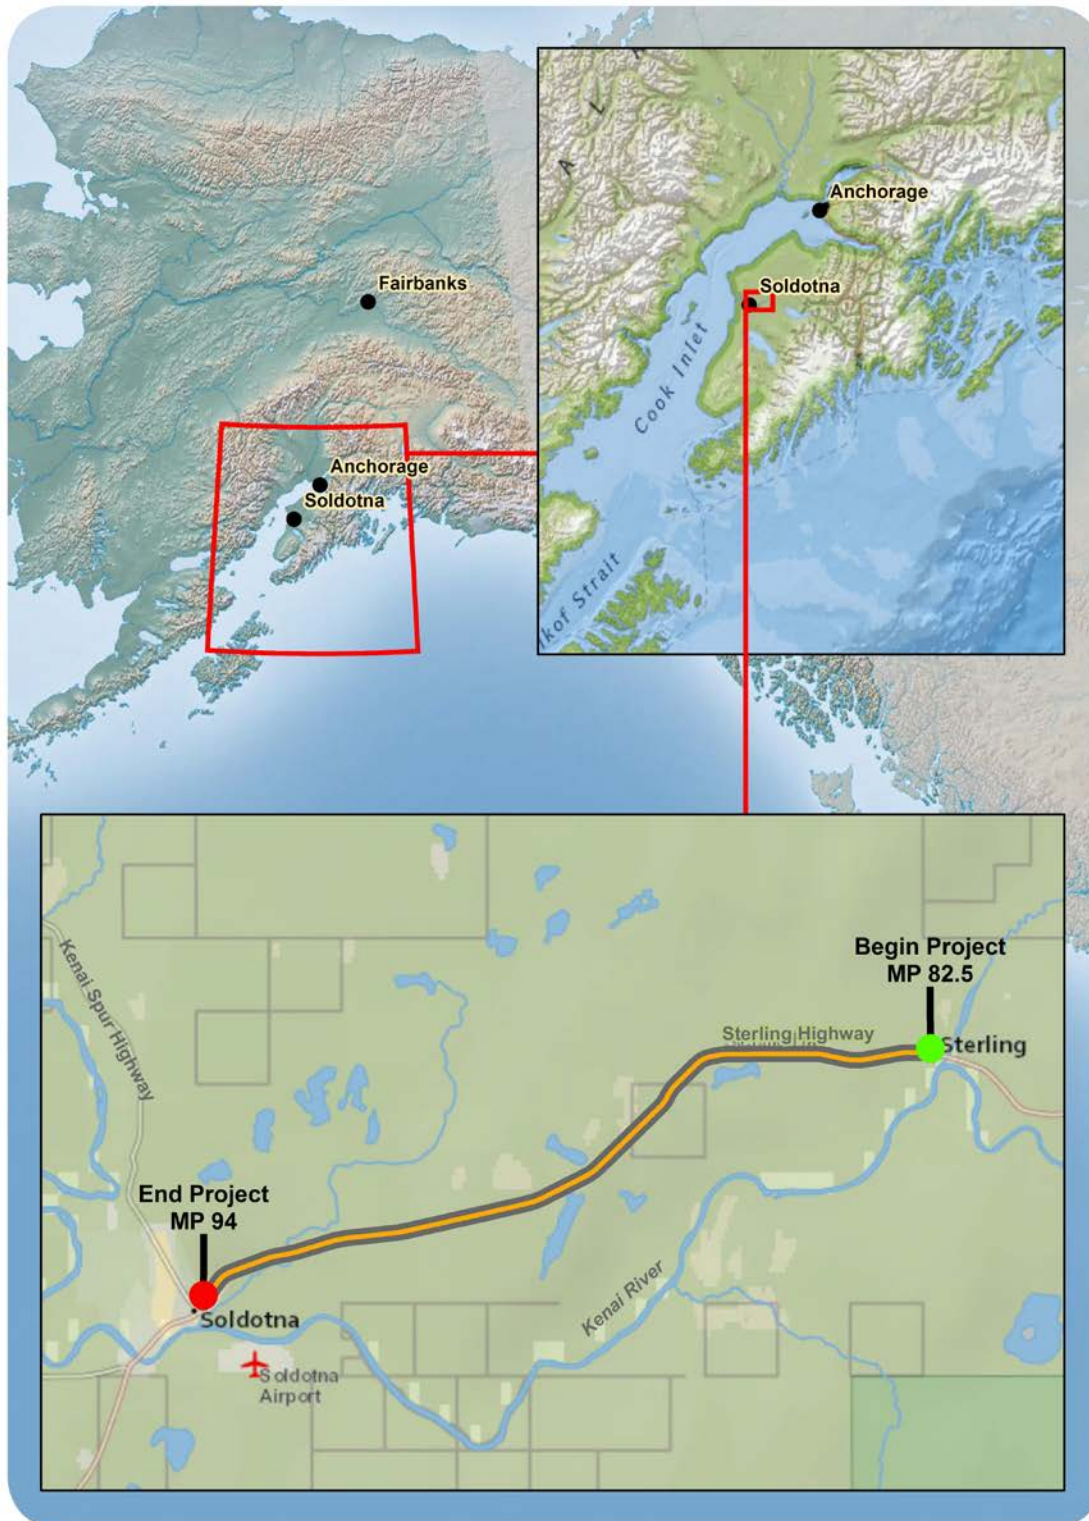 Fairbanks
Anchorage
Soldotna
A L A
Anchorage
Soldotna
Cook Inlet
kof Strait
Kenai Spur Highway
Begin Project
MP 82.5
Sterling Highway
Sterling
End Project
MP 94
Soldotna
Kenai River
Soldotna
Airport